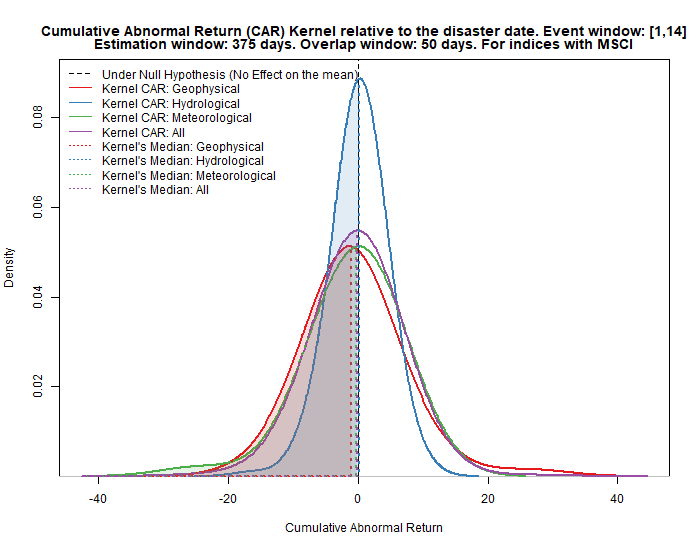 Cumulative Abnormal Return (CAR) Kernel relative to the disaster date. Event window: [1,14]
Estimation window: 375 days. Overlap window: 50 days. For indices with MSCI
Under Null Hypothesis (No Effect on the mean)
Kernel CAR: Geophysical
Kernel CAR: Hydrological
Kernel CAR: Meteorological
Kernel CAR: All
Kernel's Median: Geophysical
Kernel's Median: Hydrological
Kernel's Median: Meteorological
Kernel's Median: All
Density
0.08
0.06
0.04
0.02
-40 -20 0 20 40
Cumulative Abnormal Return